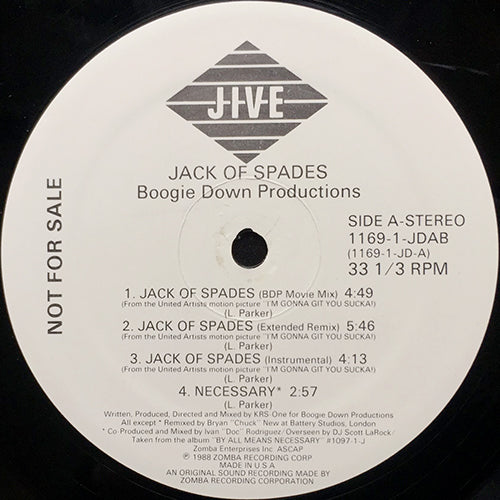 JIVE
JACK OF SPADES
Boogie Down Productions
NOT FOR SALE
SIDE A-STEREO
1169-1-JDAB
(1169-1-JD-A)
33 1/3 RPM
1. JACK OF SPADES (BDP Movie Mix) 4:49
(From the United Artists motion picture "I'M GONNA GIT YOU SUCKA!)
(L. Parker)
2. JACK OF SPADES (Extended Remix) 5:46
(From the United Artists motion picture "I'M GONNA GIT YOU SUCKA!)
(L. Parker)
3. JACK OF SPADES (Instrumental) 4:13
(From the United Artists motion picture "I'M GONNA GIT YOU SUCKA!)
(L. Parker)
4. NECESSARY* 2:57
(L. Parker)
Written, Produced, Directed and Mixed by KRS-One for Boogie Down Productions
All except * Remixed by Bryan "Chuck" New at Battery Studios, London
* Co-Produced and Mixed by Ivan "Doc" Rodriguez/Overseen by DJ Scott LaRock/
Taken from the album "BY ALL MEANS NECESSARY" #1097-1-J
Zomba Enterprises Inc. ASCAP
℗ 1988 ZOMBA RECORDING CORP
MADE IN U.S.A
AN ORIGINAL SOUND RECORDING MADE BY
ZOMBA RECORDING CORPORATION